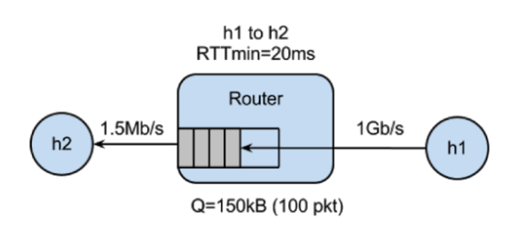 h1 to h2
RTTmin=20ms
Router
1.5Mb/s
1Gb/s
h2
h1
Q=150kB (100 pkt)